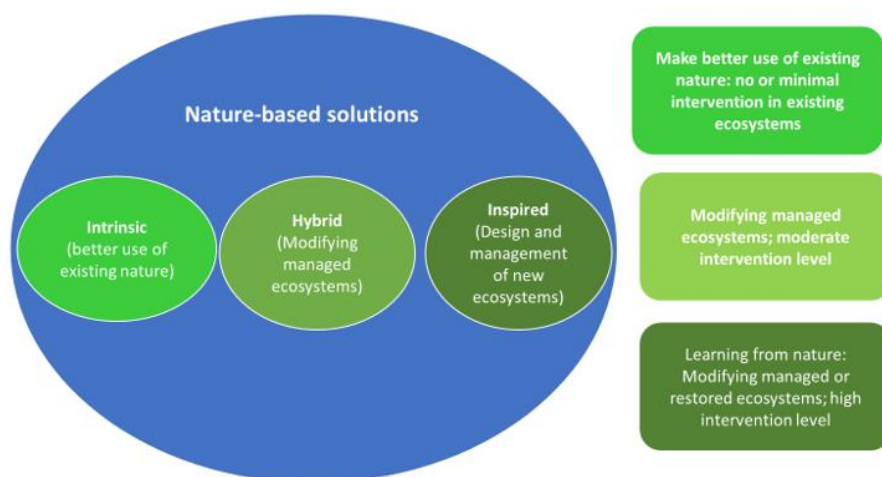 Nature-based solutions
Intrinsic
(better use of
existing nature)
Hybrid
(Modifying
managed
ecosystems)
Inspired
(Design and
management
of new
ecosystems)
Make better use of existing
nature: no or minimal
intervention in existing
ecosystems
Modifying managed
ecosystems; moderate
intervention level
Learning from nature:
Modifying managed or
restored ecosystems; high
intervention level